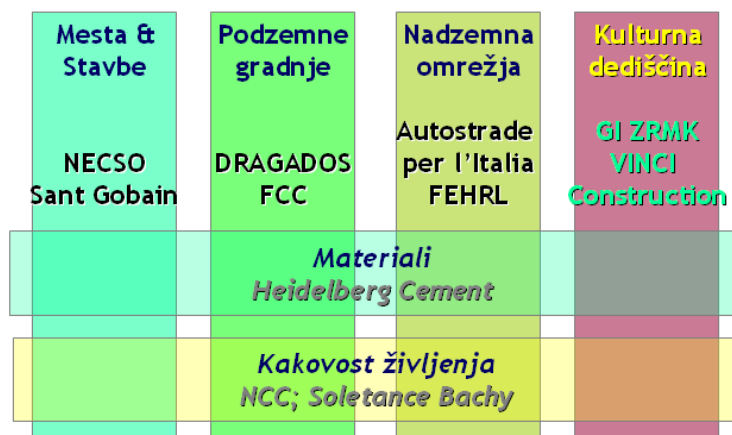 Mesta &
Stavbe
NECSO
Sant Gobain
Podzemne
gradnje
DRAGADOS
FCC
Nadzemna
omrežja
Autostrade
per l'Italia
FEHRL
Kulturna
dediščina
GI ZRMK
VINCI
Construction
Materiali
Heidelberg Cement
Kakovost življenja
NCC; Soletance Bachy